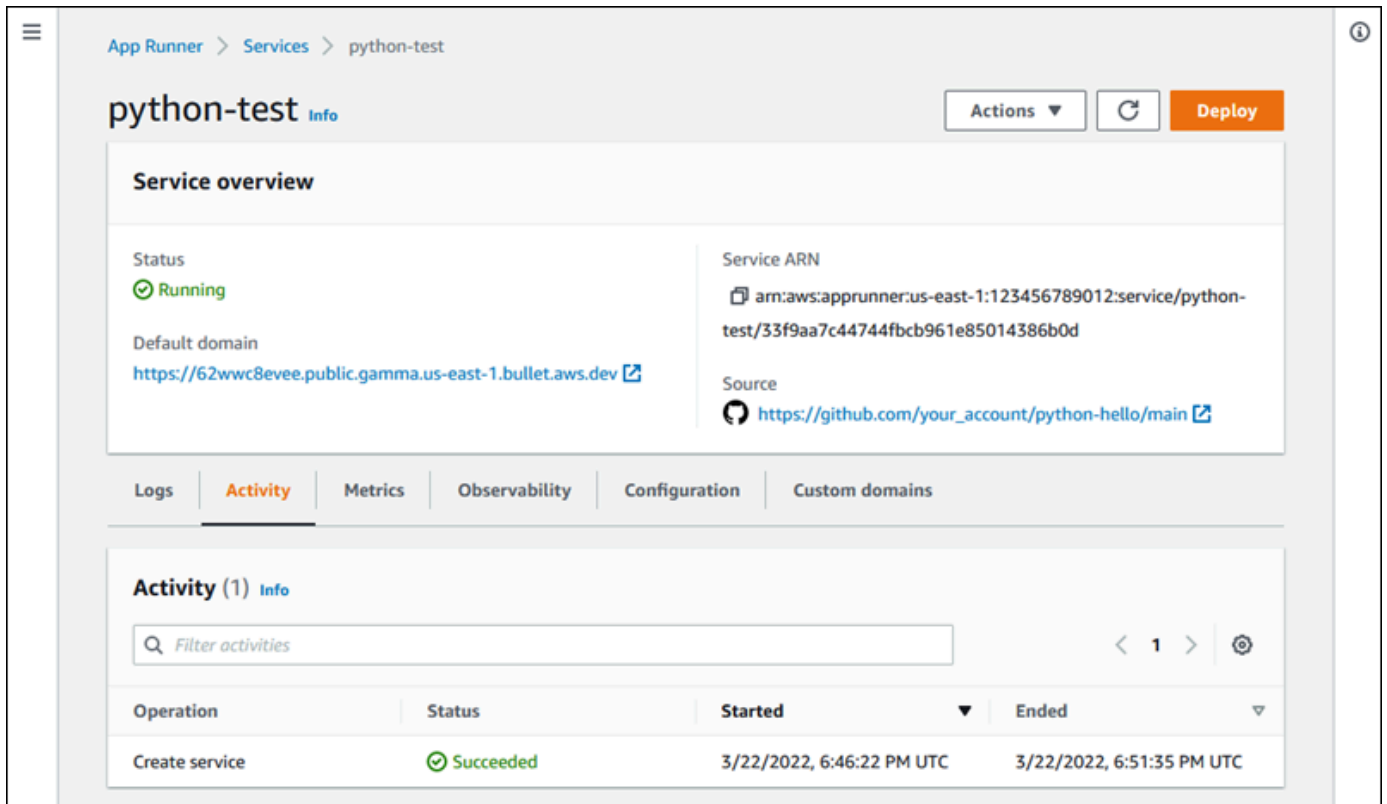 App Runner > Services > python-test
python-test Info
Actions ▼ Deploy
Service overview
Status
Running
Default domain
https://62wwc8evee.public.gamma.us-east-1.bullet.aws.dev
Service ARN
arn:aws:apprunner:us-east-1:123456789012:service/python-
test/33f9aa7c44744fbcb961e85014386b0d
Source
https://github.com/your_account/python-hello/main
Logs Activity Metrics Observability Configuration Custom domains
Activity (1) Info
Filter activities
< 1 >
Operation Status Started Ended
Create service Succeeded 3/22/2022, 6:46:22 PM UTC 3/22/2022, 6:51:35 PM UTC